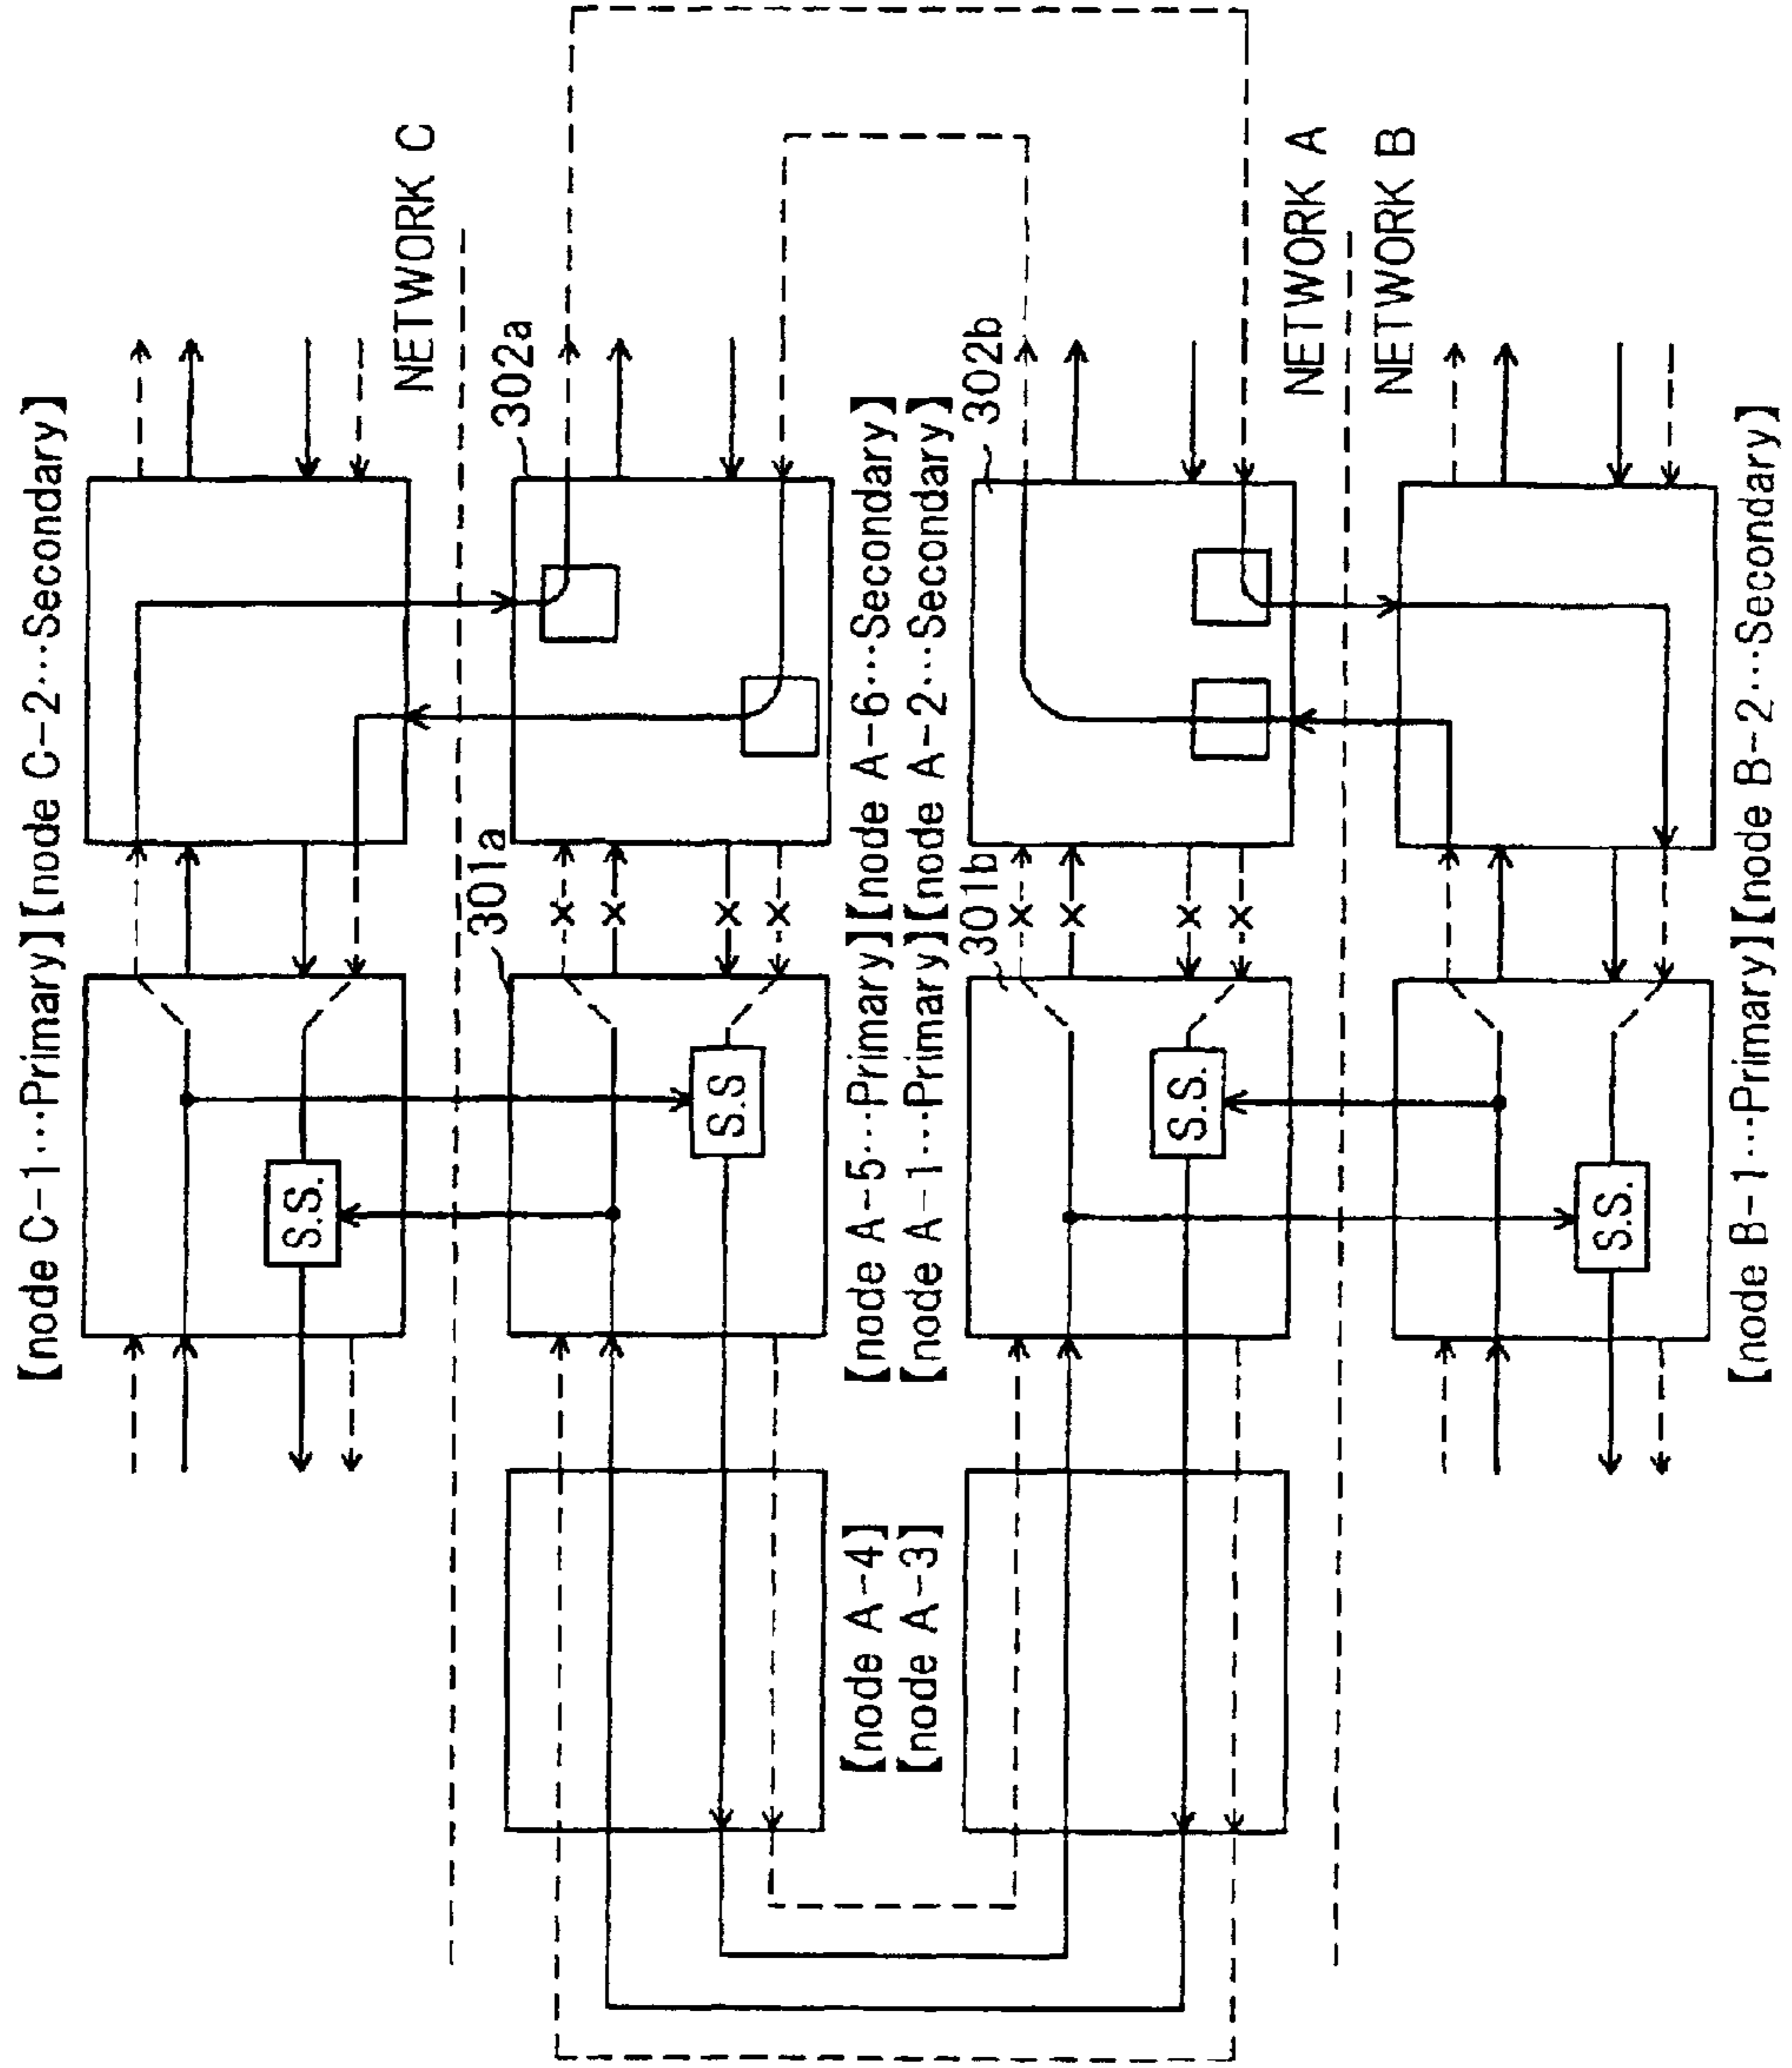 【node C-1…Primary】【node C-2…Secondary】
S.S.
NETWORK C
301a
302a
S.S
【node A-4】
【node A-5…Primary】【node A-6…Secondary】
【node A-3】
【node A-1…Primary】【node A-2…Secondary】
301b
302b
S.S.
NETWORK A
NETWORK B
S.S.
【node B-1…Primary】【node B-2…Secondary】